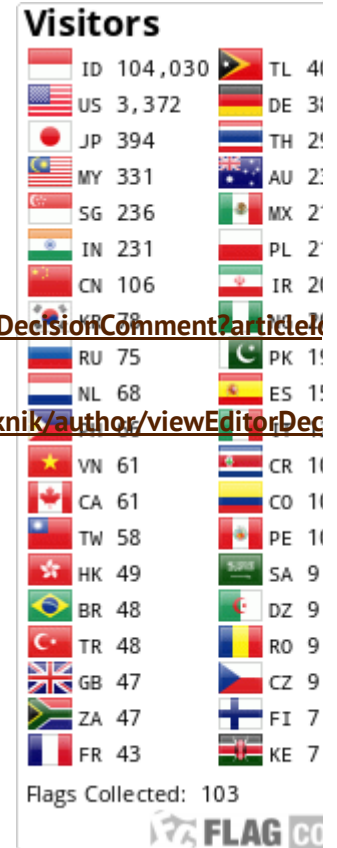 Visitors
ID 104,030 TL
US 3,372 DE
JP 394 TH
MY 331 AU
SG 236 MX
IN 231 PL
CN 106 IR
DecisionComment?articleId
RU 75 PK
NL 68 ES
knik/author/viewEditorDec
VN 61 CR
CA 61 CO
TW 58 PE
HK 49 SA 9
BR 48 DZ 9
TR 48 RO 9
GB 47 CZ 9
ZA 47 FI 7
FR 43 KE 7
Flags Collected: 103
FLAG